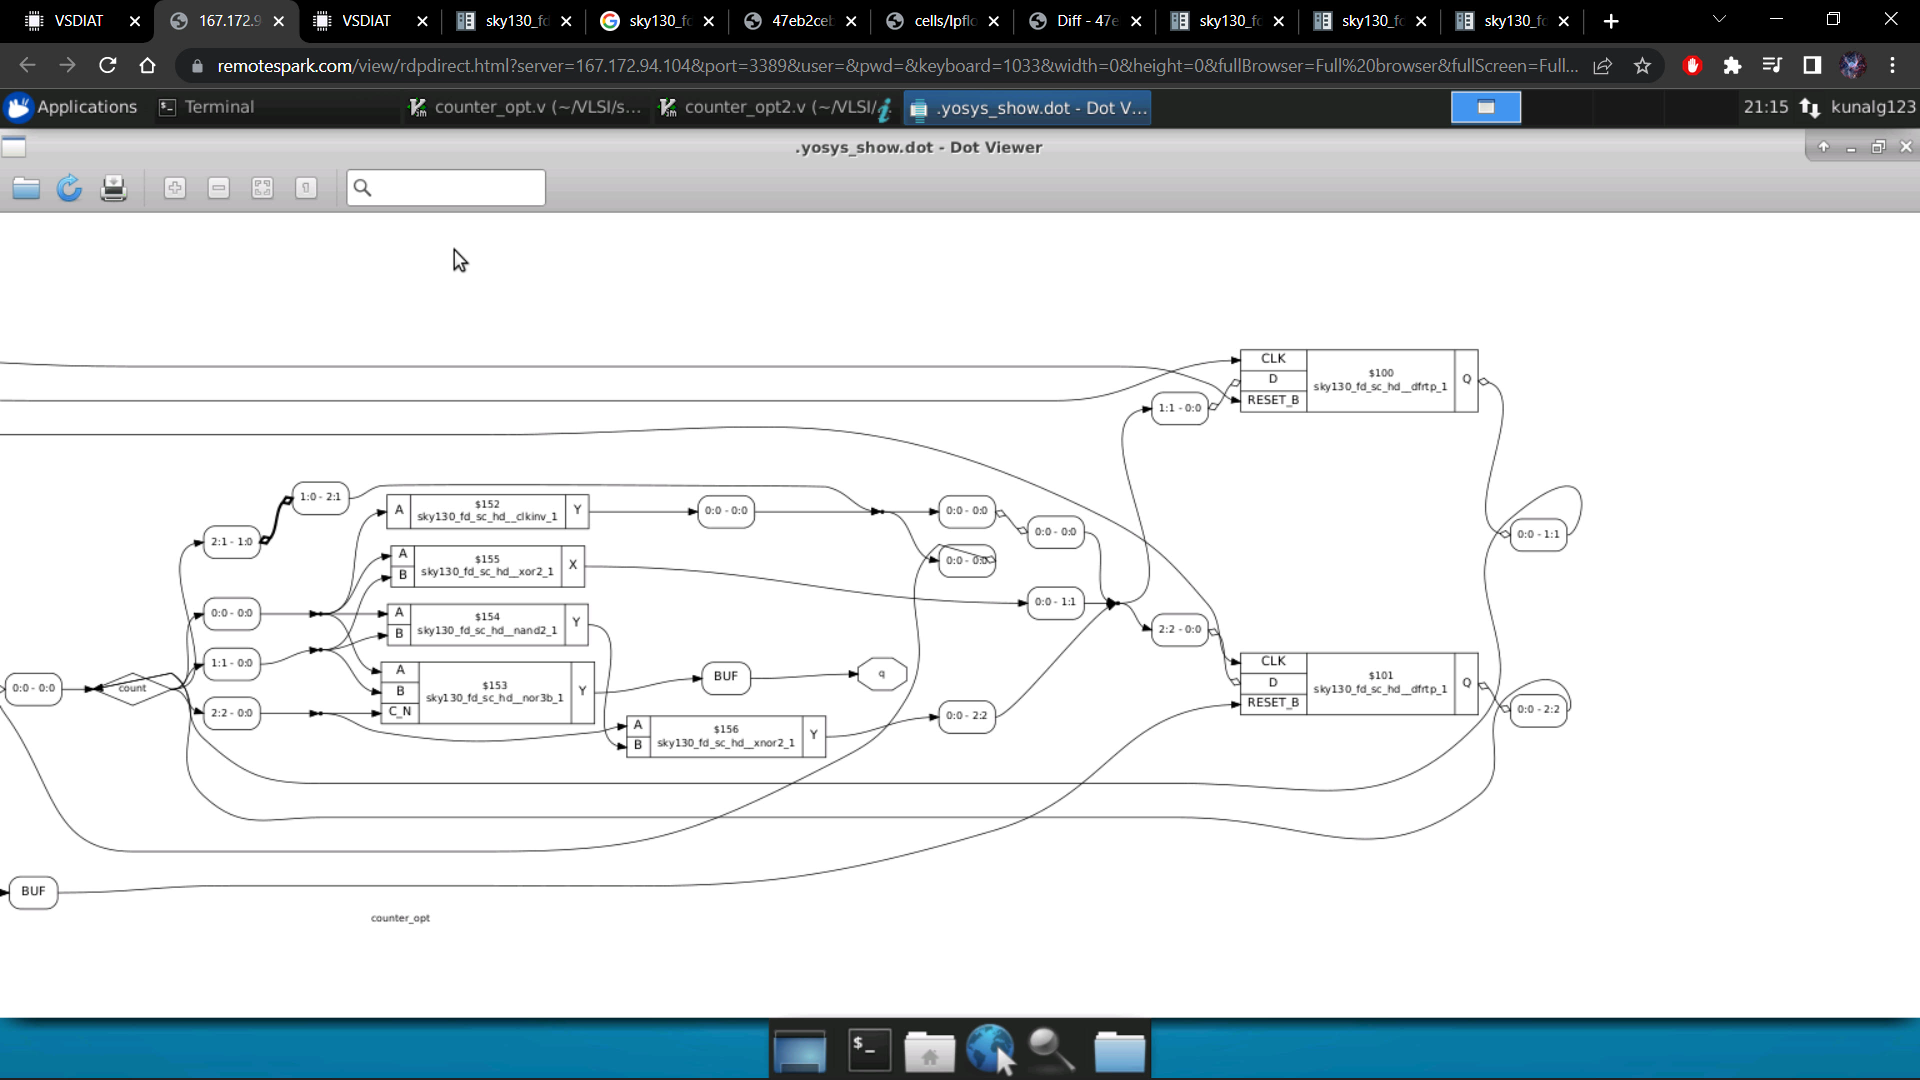 VSDIAT
167.172.9
VSDIAT
sky130_fd
sky130_fd
47eb2ceb
cells/lpflo
Diff - 47e
sky130_fd
sky130_fd
sky130_fd
remotespark.com/view/rdpdirect.html?server=167.172.94.104&port=3389&user=&pwd=&keyboard=1033&width=0&height=0&fullBrowser=Full%20browser&fullScreen=Full...
Applications
Terminal
counter_opt.v (~/VLSI/s...
counter_opt2.v (~/VLSI/
.yosys_show.dot - Dot V...
21:15
kunalg123
.yosys_show.dot - Dot Viewer
CLK
D
RESET_B
$100
sky130_fd_sc_hd__dfrtp_1
Q
1:1 - 0:0
1:0 - 2:1
A
$152
sky130_fd_sc_hd__clkinv_1
Y
0:0 - 0:0
0:0 - 0:0
0:0 - 0:0
2:1 - 1:0
0:0 - 1:1
A
B
$155
sky130_fd_sc_hd__xor2_1
X
0:0 - 0:0
0:0 - 0:0
A
B
$154
sky130_fd_sc_hd__nand2_1
Y
0:0 - 1:1
2:2 - 0:0
1:1 - 0:0
A
B
C_N
$153
sky130_fd_sc_hd__nor3b_1
Y
BUF
q
CLK
D
RESET_B
$101
sky130_fd_sc_hd__dfrtp_1
Q
0:0 - 0:0
count
2:2 - 0:0
0:0 - 2:2
0:0 - 2:2
A
B
$156
sky130_fd_sc_hd__xnor2_1
Y
BUF
counter_opt